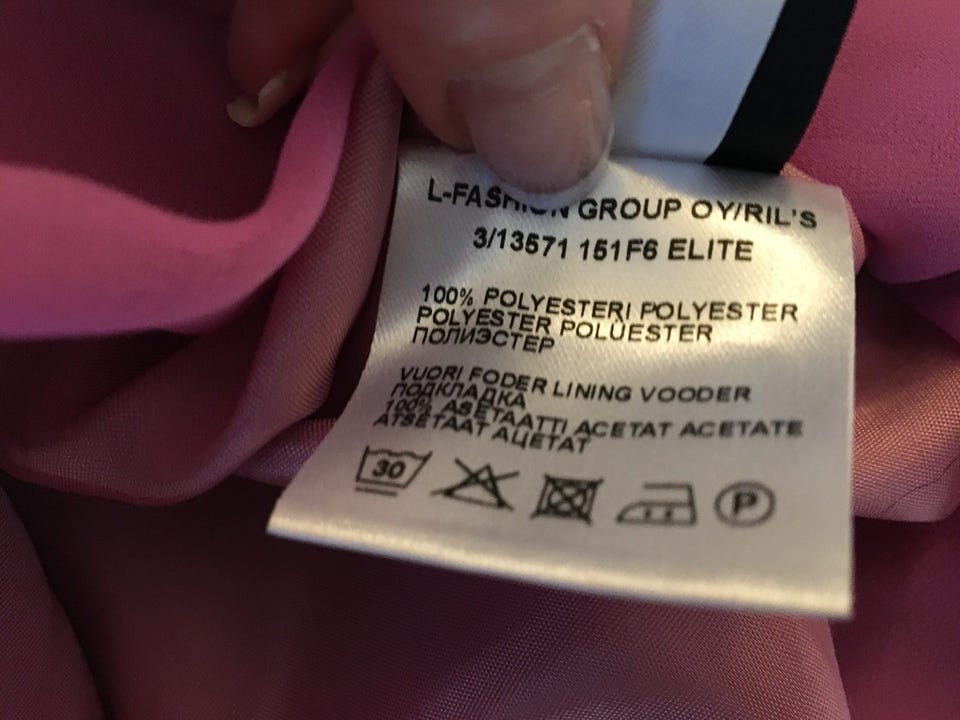 L-FASHION GROUP OY/RIL'S
3/13571 151F6 ELITE
100% POLYESTERI POLYESTER
POLYESTER POLÜESTER
ПОЛИЭСТЕР
VUORI FODER LINING VOODER
ПОДКЛАДКА
100% ASETAATTI ACETAT ACETATE
ATSETAAT АЦЕТАТ
30
P